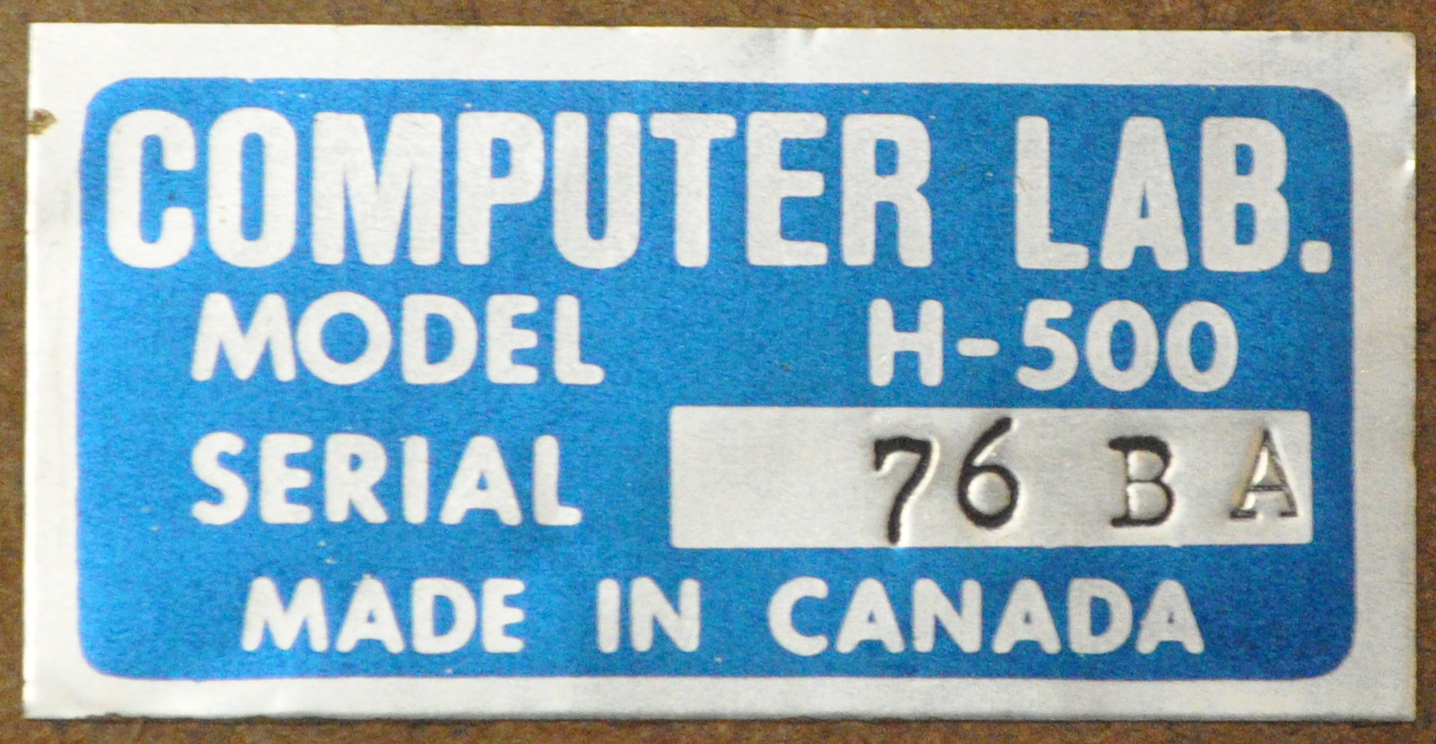 COMPUTER LAB.
MODEL H-500
SERIAL 76 B A
MADE IN CANADA